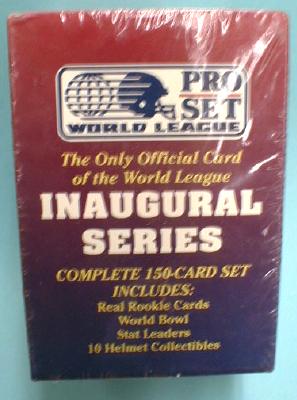 PRO
SET
WORLD LEAGUE
The Only Official Card
of the World League
INAUGURAL
SERIES
COMPLETE 150-CARD SET
INCLUDES:
Real Rookie Cards
World Bowl
Stat Leaders
10 Helmet Collectibles